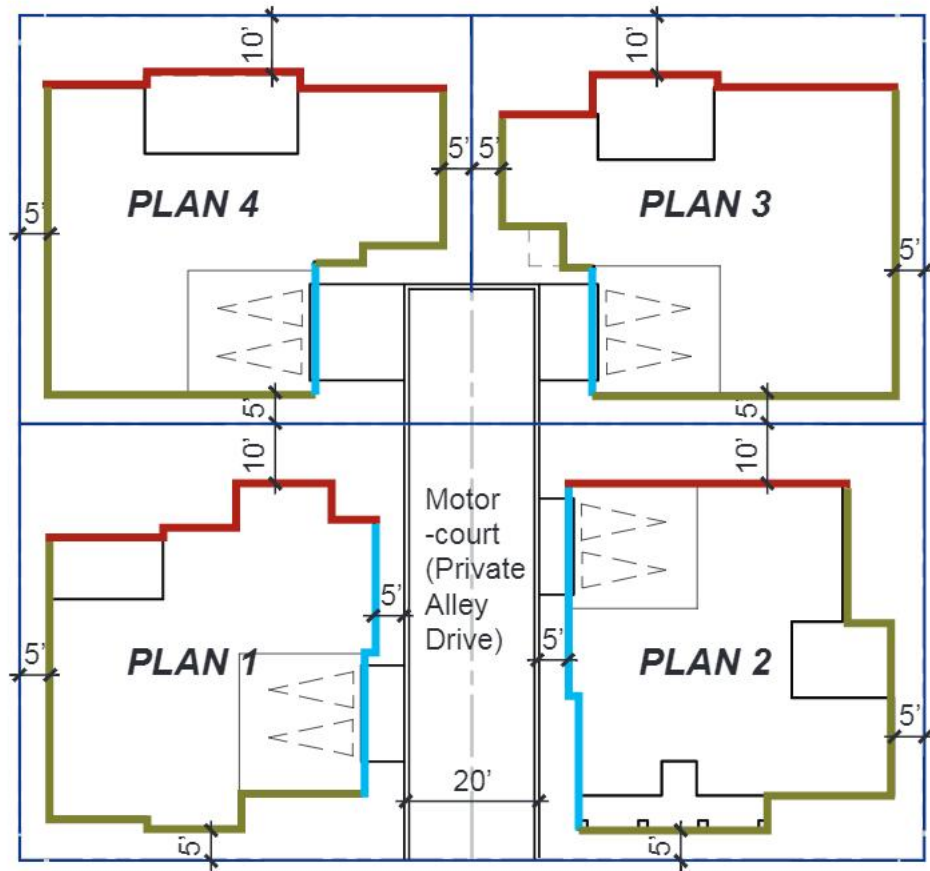 10’
10’
5’
5’
PLAN 4
PLAN 3
5’
5’
5’
5’
10’
10’
Motor
-court
(Private
Alley
Drive)
5’
5’
5’
PLAN 1
PLAN 2
5’
20’
5’
5’